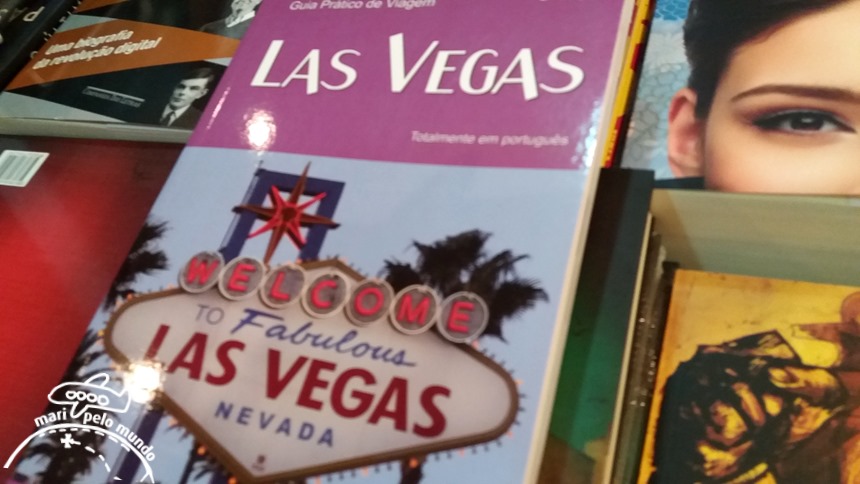 Uma biografia
da revolução digital
Guia Prático de Viagem
LAS VEGAS
Totalmente em português
WELCOME
TO Fabulous
LAS VEGAS
NEVADA
mari pelo mundo